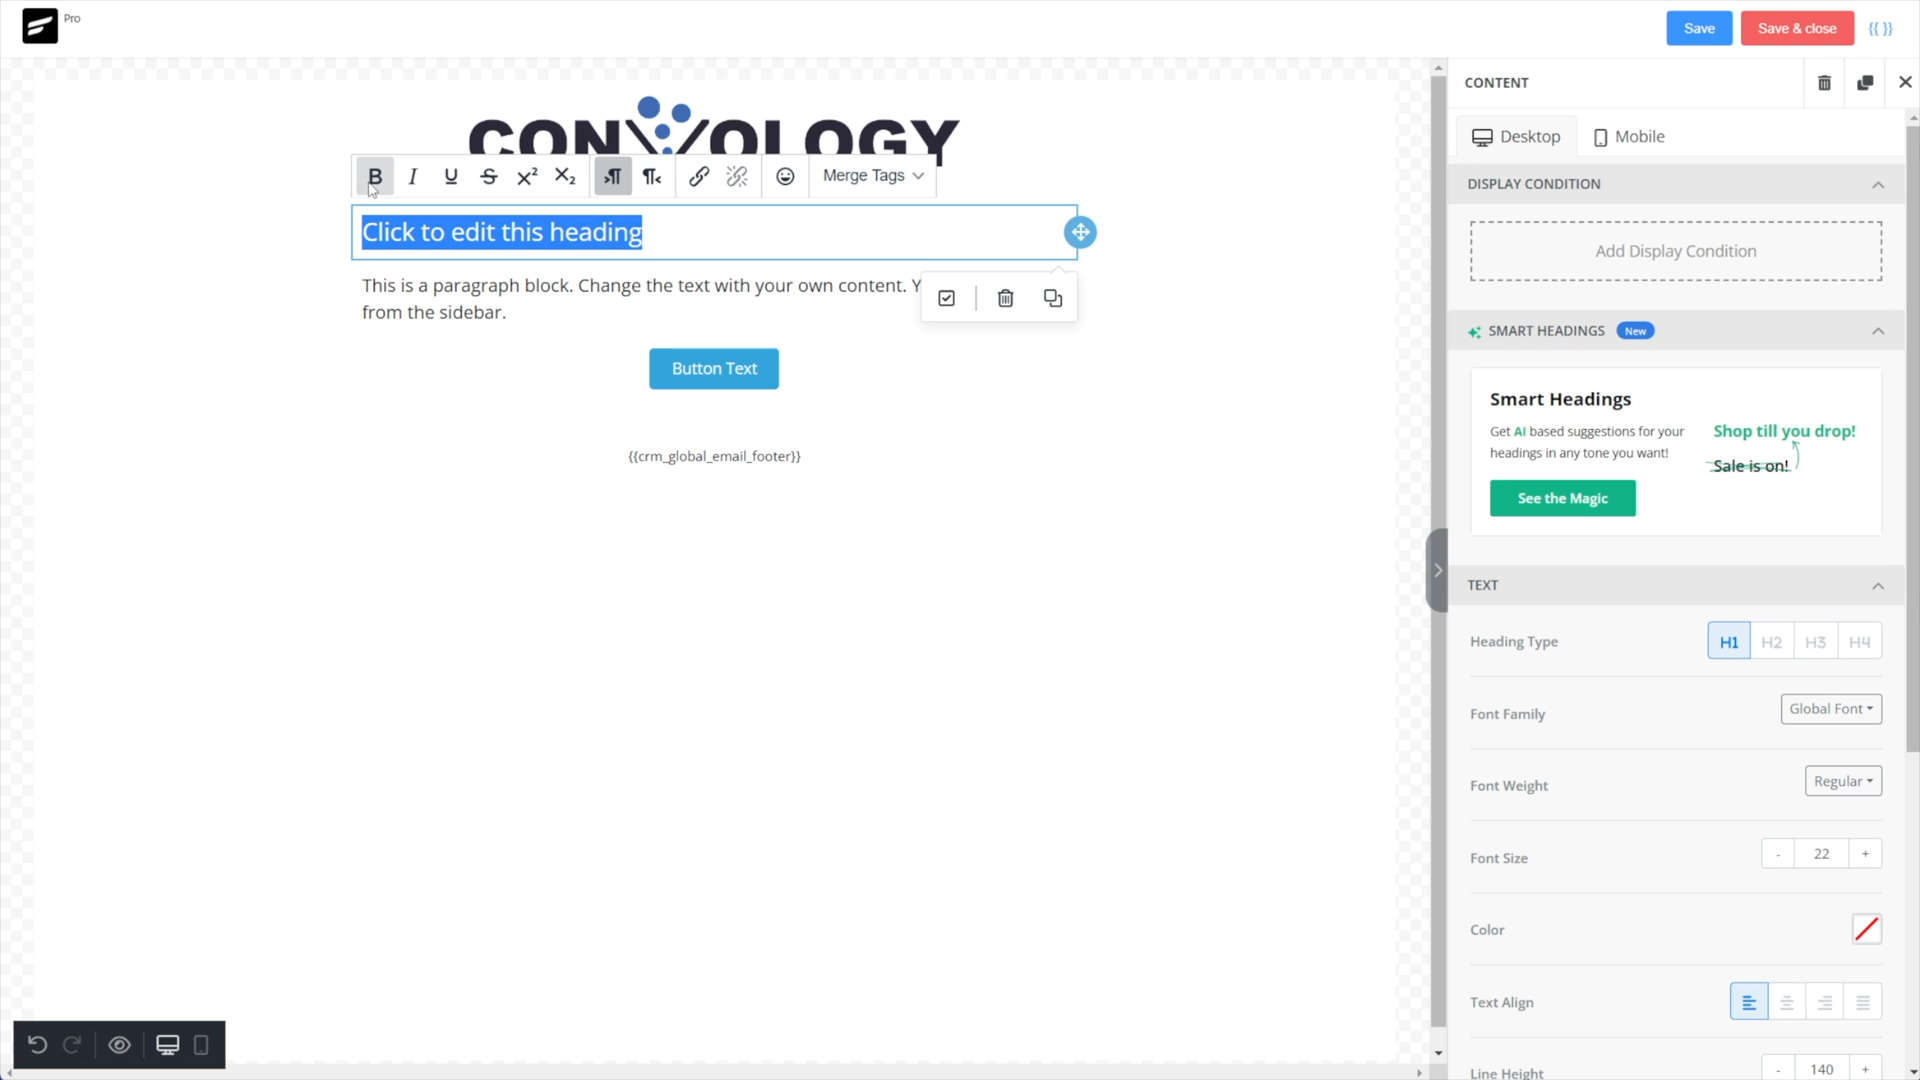 Pro
Save
Save & close
{{ }}
CONVOLOGY
B I U S X² X₂
Merge Tags
Click to edit this heading
This is a paragraph block. Change the text with your own content. Y
from the sidebar.
Button Text
{{crm_global_email_footer}}
CONTENT
Desktop
Mobile
DISPLAY CONDITION
Add Display Condition
SMART HEADINGS New
Smart Headings
Get AI based suggestions for your
headings in any tone you want!
Shop till you drop!
Sale is on!
See the Magic
TEXT
Heading Type H1 H2 H3 H4
Font Family Global Font
Font Weight Regular
Font Size - 22 +
Color
Text Align
Line Height - 140 +